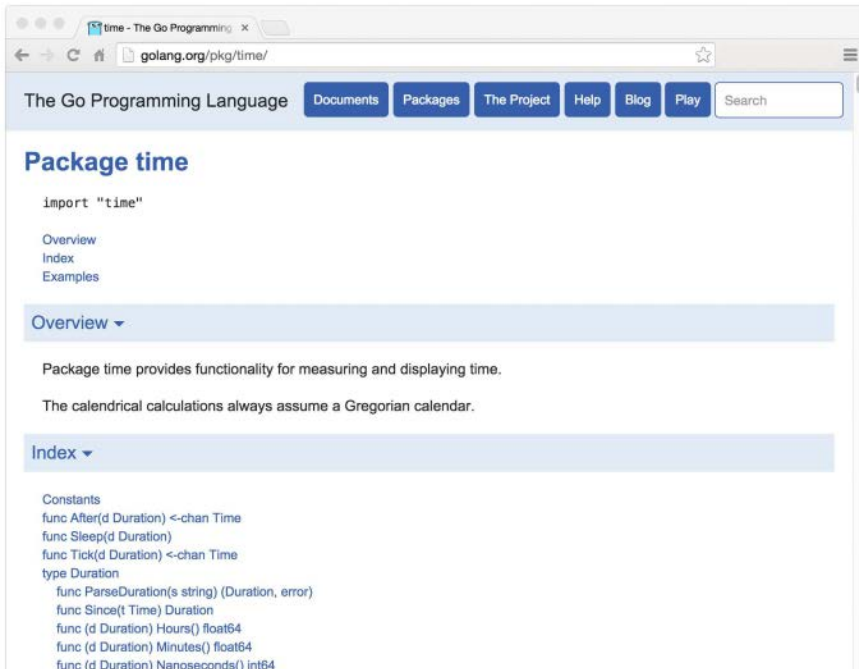 time - The Go Programming
golang.org/pkg/time/
The Go Programming Language Documents Packages The Project Help Blog Play Search
Package time
import "time"
Overview
Index
Examples
Overview
Package time provides functionality for measuring and displaying time.
The calendrical calculations always assume a Gregorian calendar.
Index
Constants
func After(d Duration) <-chan Time
func Sleep(d Duration)
func Tick(d Duration) <-chan Time
type Duration
func ParseDuration(s string) (Duration, error)
func Since(t Time) Duration
func (d Duration) Hours() float64
func (d Duration) Minutes() float64
func (d Duration) Nanoseconds() int64